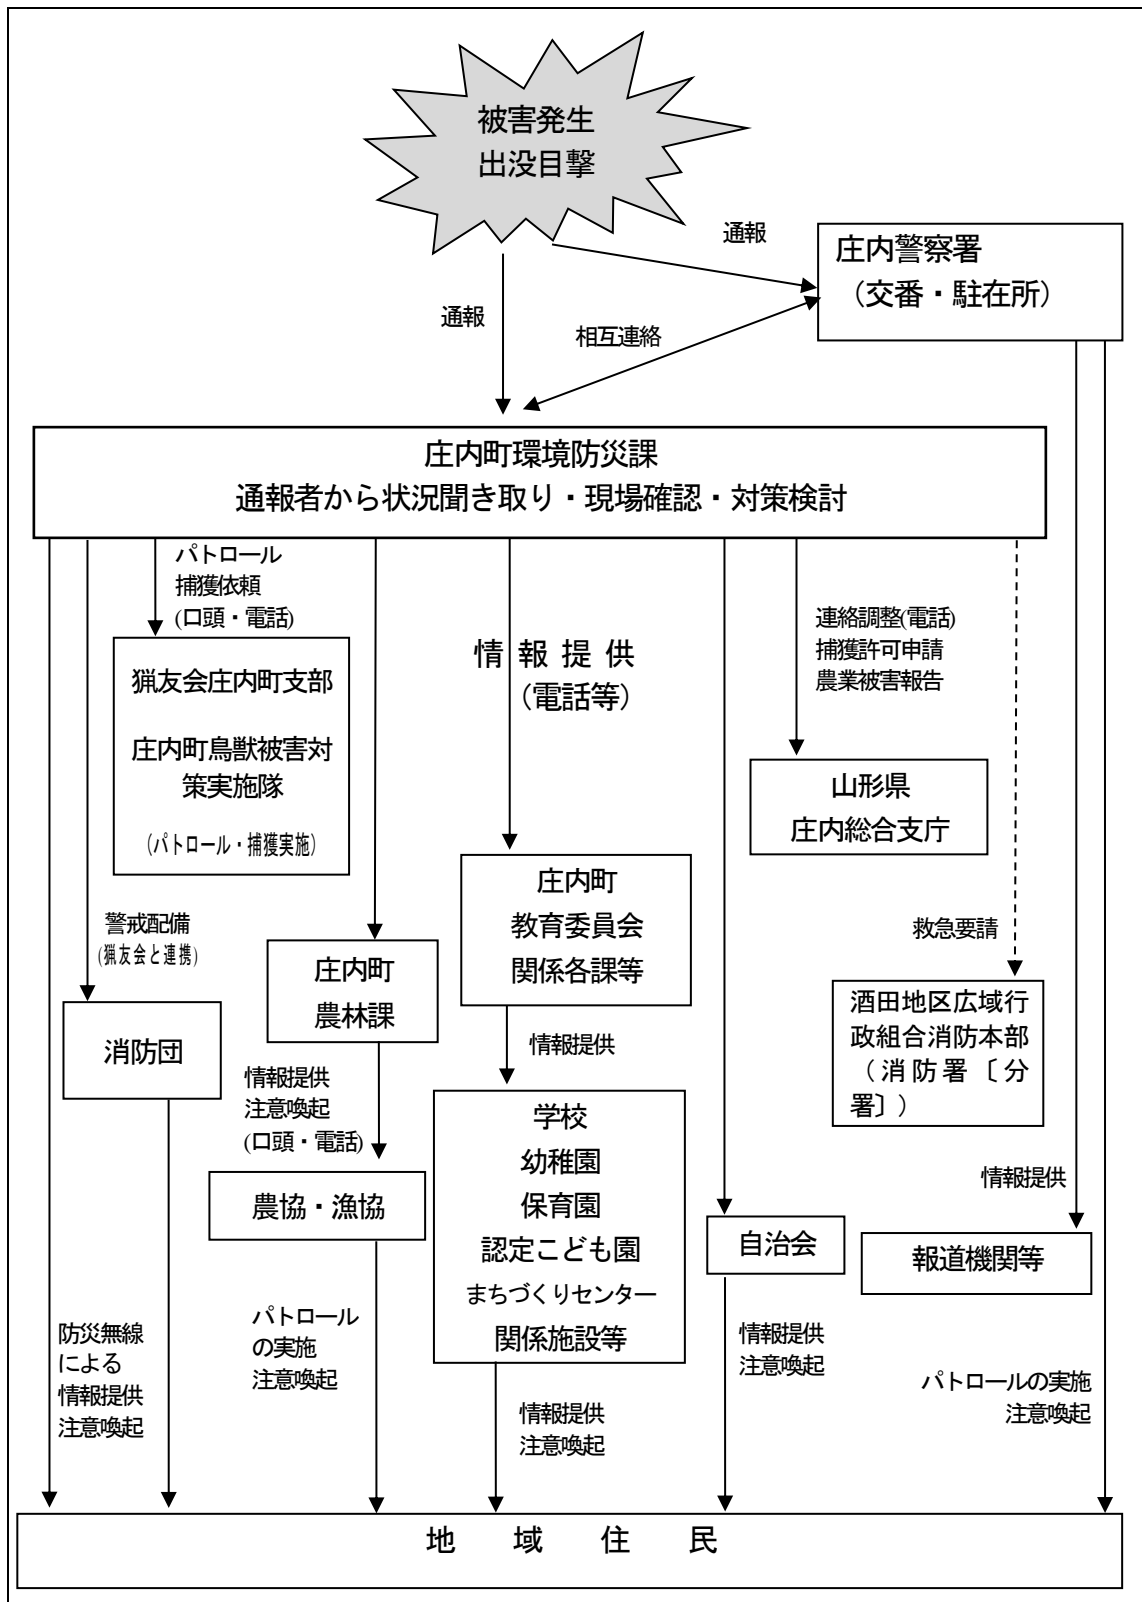 被害発生
出没目撃
通報
庄内警察署
（交番・駐在所）
通報
相互連絡
庄内町環境防災課
通報者から状況聞き取り・現場確認・対策検討
パトロール
捕獲依頼
(口頭・電話)
猟友会庄内町支部
庄内町鳥獣被害対
策実施隊
（パトロール・捕獲実施）
情報提供
（電話等）
連絡調整(電話)
捕獲許可申請
農業被害報告
山形県
庄内総合支庁
警戒配備
(猟友会と連携)
消防団
庄内町
農林課
庄内町
教育委員会
関係各課等
救急要請
酒田地区広域行
政組合消防本部
（消防署〔分
署〕）
情報提供
注意喚起
(口頭・電話)
農協・漁協
情報提供
学校
幼稚園
保育園
認定こども園
まちづくりセンター
関係施設等
自治会
情報提供
報道機関等
防災無線
による
情報提供
注意喚起
パトロール
の実施
注意喚起
情報提供
注意喚起
情報提供
注意喚起
パトロールの実施
注意喚起
地域住民